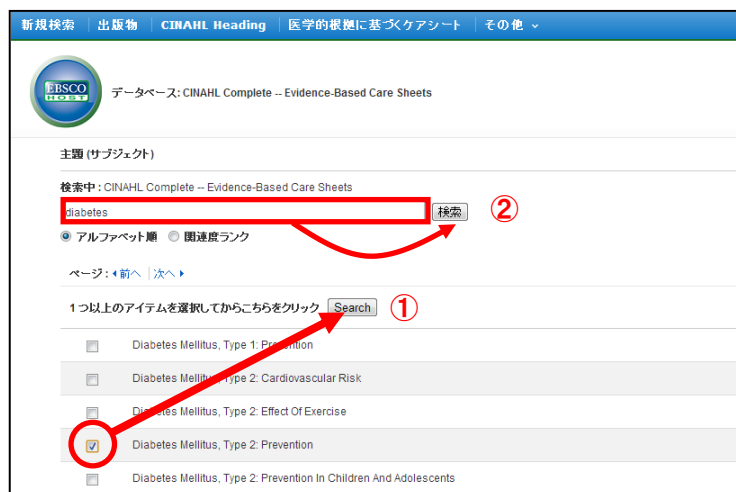 新規検索 出版物 CINAHL Heading 医学的根拠に基づくケアシート その他
EBSCO
HOST
データベース: CINAHL Complete -- Evidence-Based Care Sheets
主題 (サブジェクト)
検索中 : CINAHL Complete -- Evidence-Based Care Sheets
diabetes 検索 ②
アルファベット順 関連度ランク
ページ : 前へ 次へ
1つ以上のアイテムを選択してからこちらをクリック Search ①
Diabetes Mellitus, Type 1: Prevention
Diabetes Mellitus, Type 2: Cardiovascular Risk
Diabetes Mellitus, Type 2: Effect Of Exercise
Diabetes Mellitus, Type 2: Prevention
Diabetes Mellitus, Type 2: Prevention In Children And Adolescents